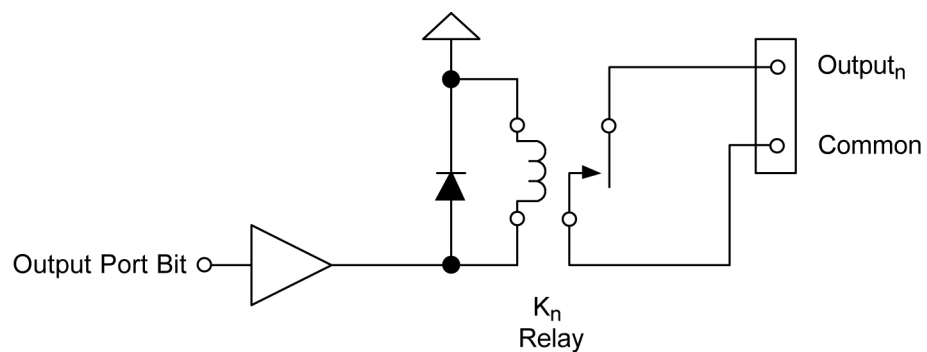 Output Port Bit
Outputₙ
Common
Kₙ
Relay